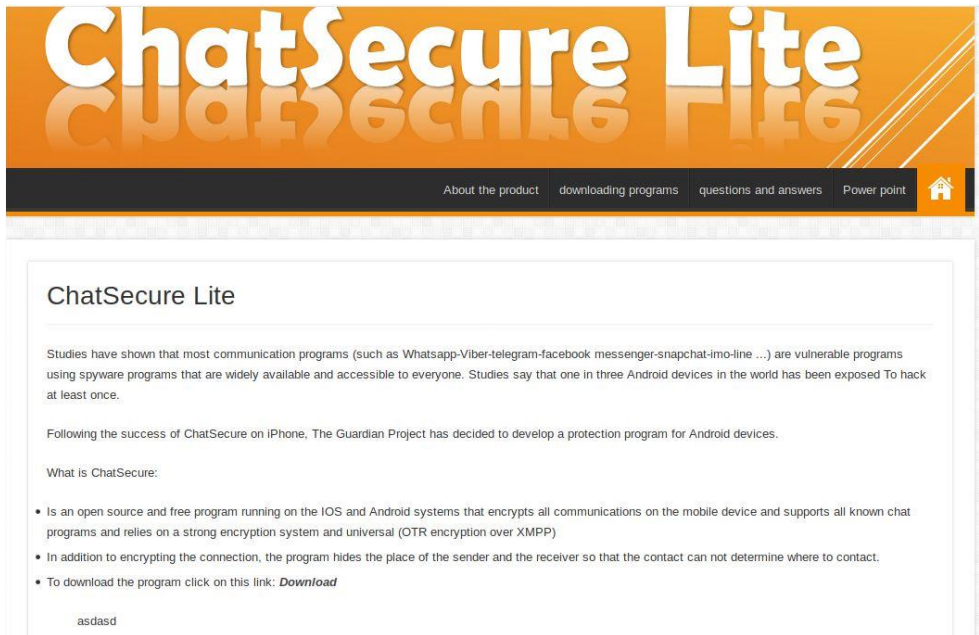 ChatSecure Lite
About the product
downloading programs
questions and answers
Power point
ChatSecure Lite
Studies have shown that most communication programs (such as Whatsapp-Viber-telegram-facebook messenger-snapchat-imo-line ...) are vulnerable programs
using spyware programs that are widely available and accessible to everyone. Studies say that one in three Android devices in the world has been exposed To hack
at least once.
Following the success of ChatSecure on iPhone, The Guardian Project has decided to develop a protection program for Android devices.
What is ChatSecure:
• Is an open source and free program running on the IOS and Android systems that encrypts all communications on the mobile device and supports all known chat
programs and relies on a strong encryption system and universal (OTR encryption over XMPP)
• In addition to encrypting the connection, the program hides the place of the sender and the receiver so that the contact can not determine where to contact.
• To download the program click on this link: Download
asdasd